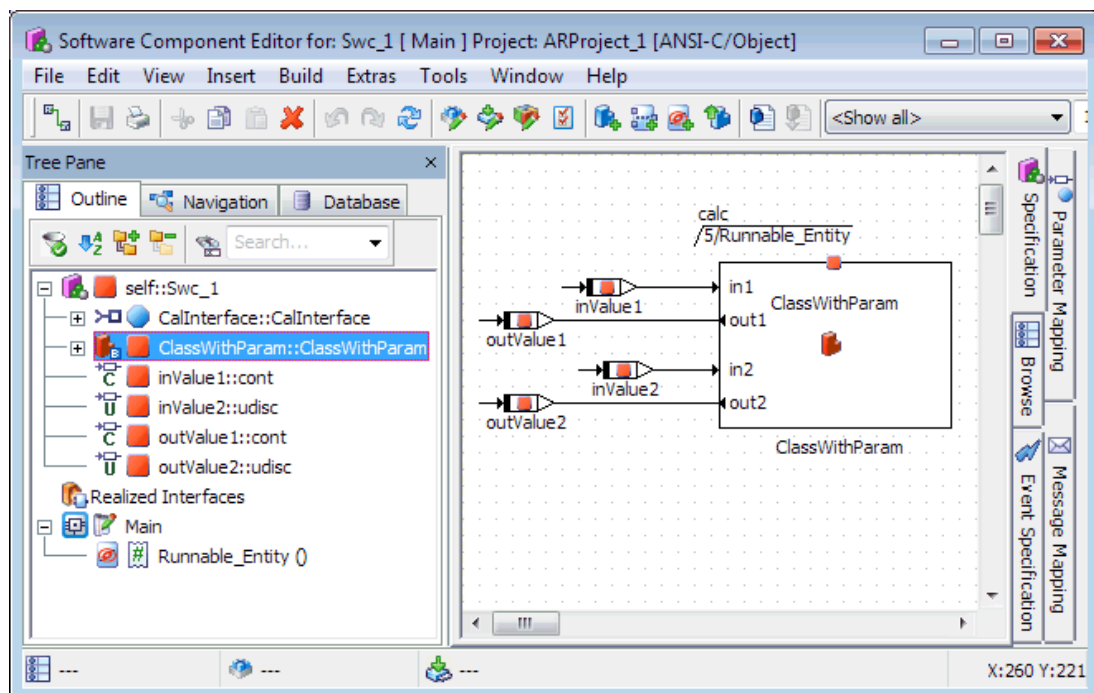 Software Component Editor for: Swc_1 [ Main ] Project: ARProject_1 [ANSI-C/Object]
File Edit View Insert Build Extras Tools Window Help
<Show all>
Tree Pane
Outline Navigation Database
Search...
self::Swc_1
CalInterface::CalInterface
ClassWithParam::ClassWithParam
inValue1::cont
inValue2::udisc
outValue1::cont
outValue2::udisc
Realized Interfaces
Main
Runnable_Entity ()
calc
/5/Runnable_Entity
in1
inValue1
ClassWithParam
out1
outValue1
in2
inValue2
out2
outValue2
ClassWithParam
Specification
Browse
Event Specification
Parameter Mapping
Message Mapping
--- --- --- X:260 Y:221